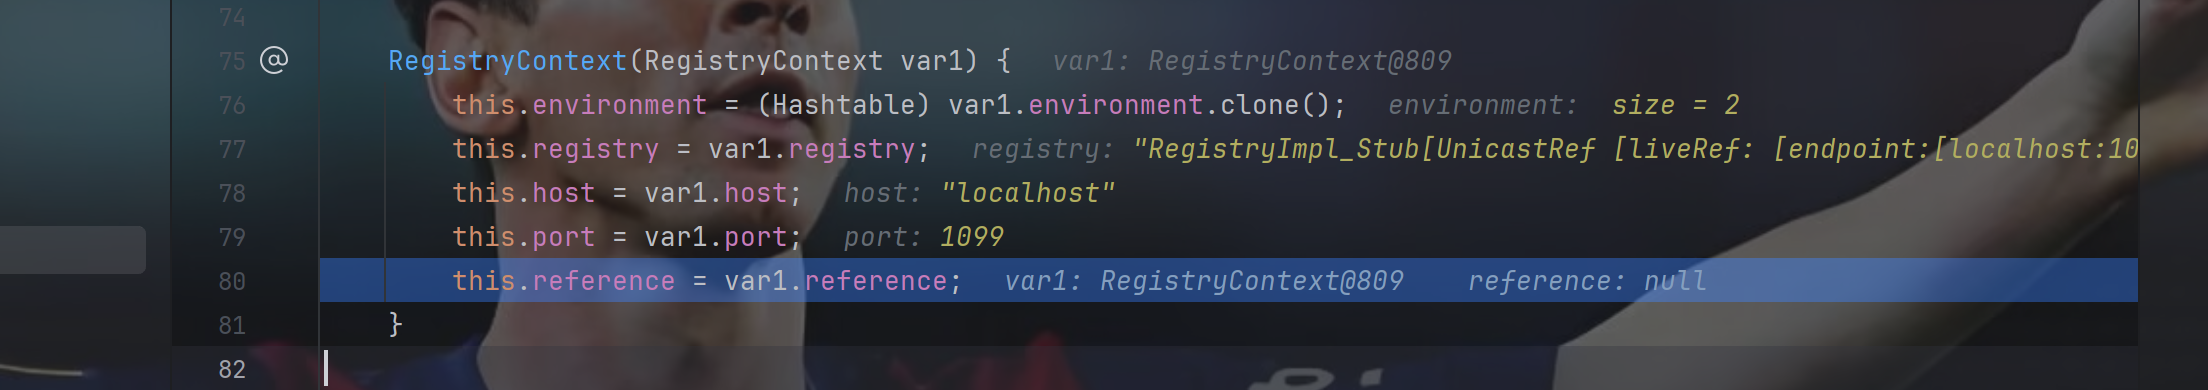 74
75 @ RegistryContext(RegistryContext var1) { var1: RegistryContext@809
76 this.environment = (Hashtable) var1.environment.clone(); environment: size = 2
77 this.registry = var1.registry; registry: "RegistryImpl_Stub[UnicastRef [liveRef: [endpoint:[localhost:10
78 this.host = var1.host; host: "localhost"
79 this.port = var1.port; port: 1099
80 this.reference = var1.reference; var1: RegistryContext@809 reference: null
81 }
82